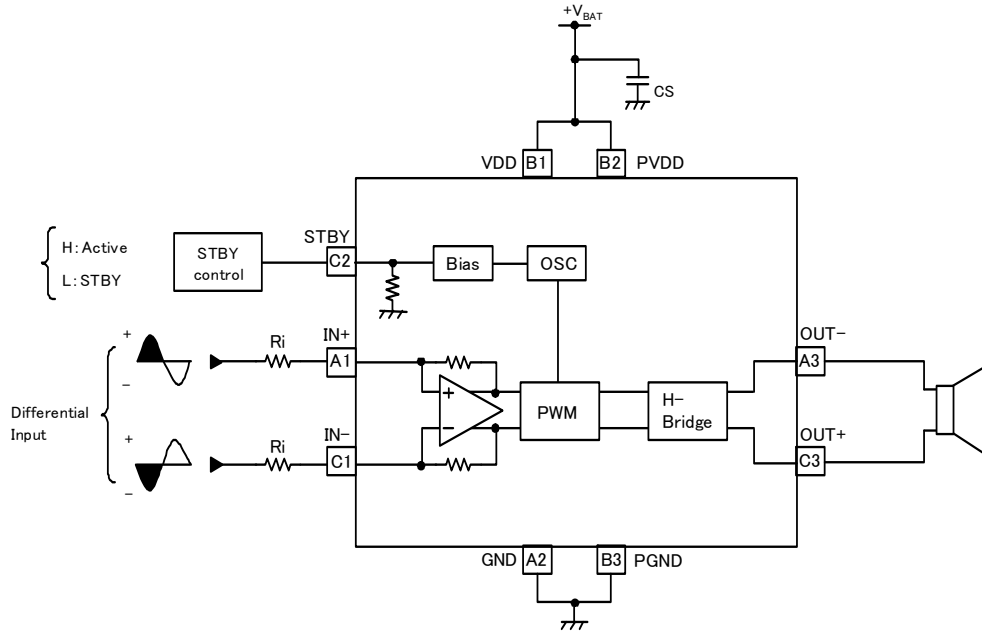 +VBAT
CS
VDD B1 B2 PVDD
H: Active
L: STBY
STBY
control
STBY
C2
Bias
OSC
Differential
Input
+
−
Ri
IN+
A1
+
−
PWM
H-
Bridge
OUT-
A3
+
−
Ri
IN-
C1
OUT+
C3
GND A2 B3 PGND